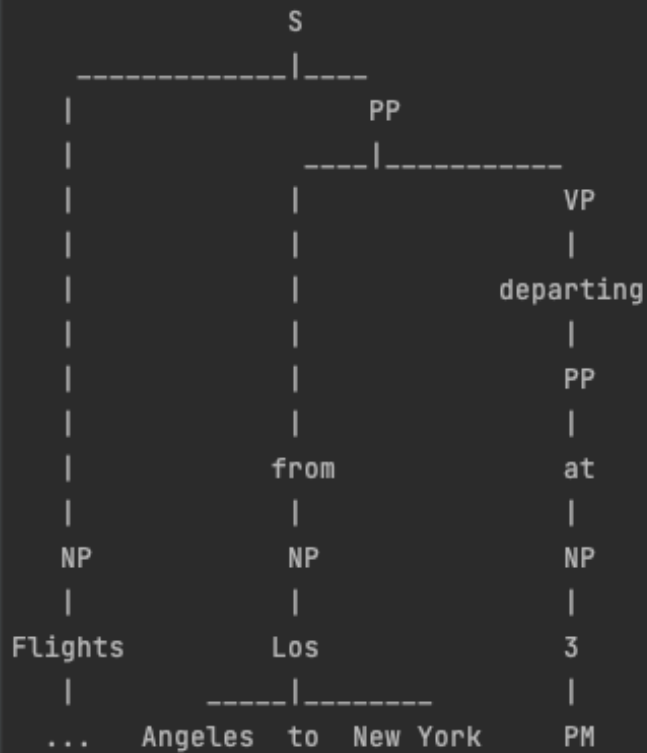 S
PP
VP
departing
PP
from at
NP NP NP
Flights Los 3
... Angeles to New York PM